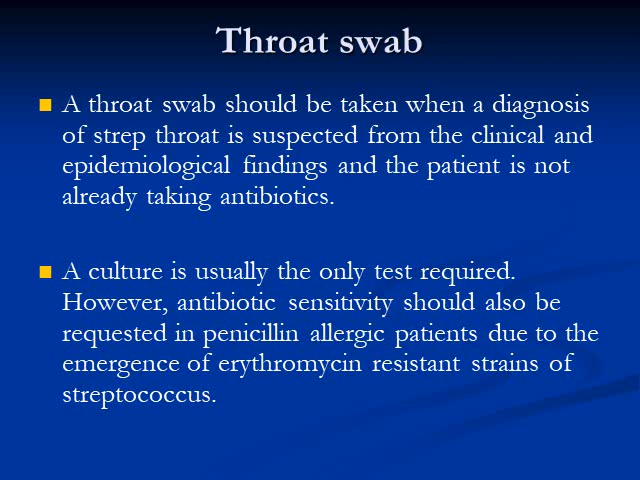 Throat swab
A throat swab should be taken when a diagnosis
of strep throat is suspected from the clinical and
epidemiological findings and the patient is not
already taking antibiotics.
A culture is usually the only test required.
However, antibiotic sensitivity should also be
requested in penicillin allergic patients due to the
emergence of erythromycin resistant strains of
streptococcus.